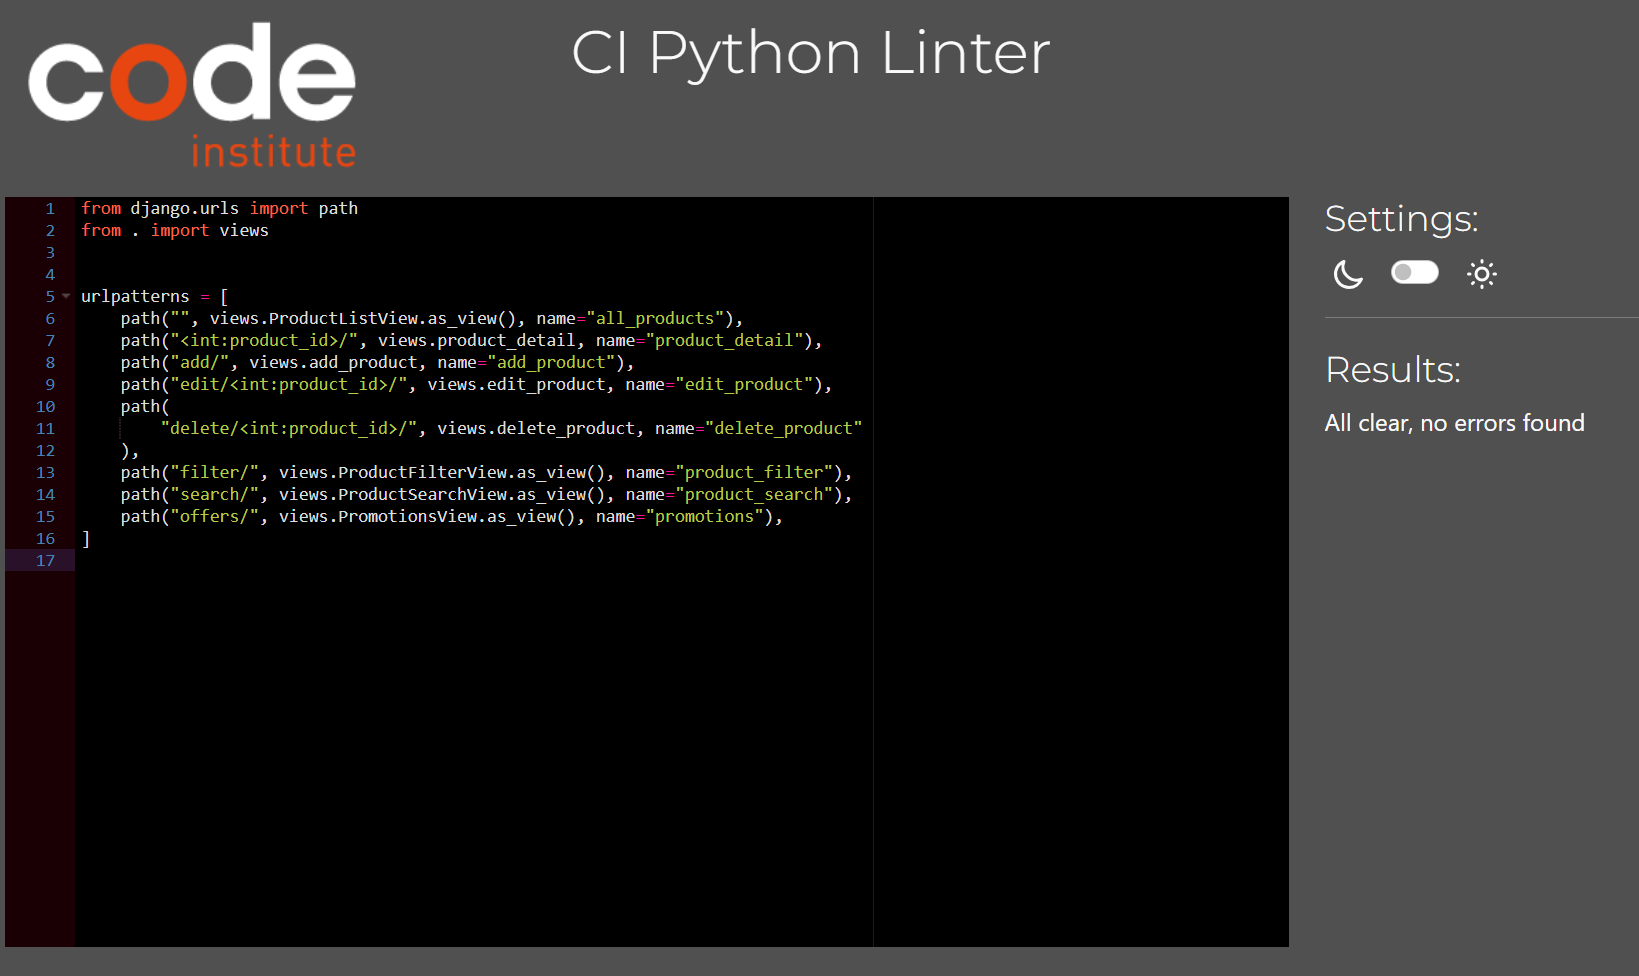 code
institute
CI Python Linter
1 from django.urls import path
2 from . import views
3
4
5 urlpatterns = [
6     path("", views.ProductListView.as_view(), name="all_products"),
7     path("<int:product_id>/", views.product_detail, name="product_detail"),
8     path("add/", views.add_product, name="add_product"),
9     path("edit/<int:product_id>/", views.edit_product, name="edit_product"),
10     path(
11         "delete/<int:product_id>/", views.delete_product, name="delete_product"
12     ),
13     path("filter/", views.ProductFilterView.as_view(), name="product_filter"),
14     path("search/", views.ProductSearchView.as_view(), name="product_search"),
15     path("offers/", views.PromotionsView.as_view(), name="promotions"),
16 ]
17
Settings:
Results:
All clear, no errors found